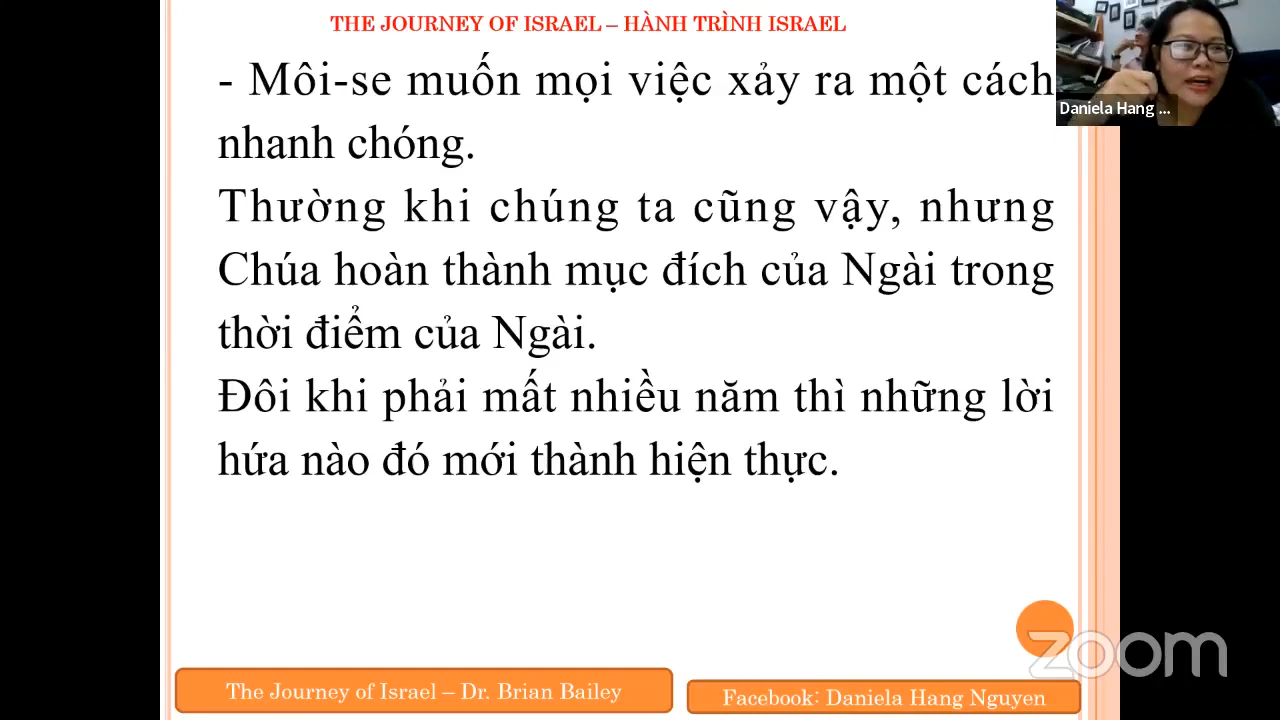 THE JOURNEY OF ISRAEL – HÀNH TRÌNH ISRAEL
- Môi-se muốn mọi việc xảy ra một cách
nhanh chóng.
Thường khi chúng ta cũng vậy, nhưng
Chúa hoàn thành mục đích của Ngài trong
thời điểm của Ngài.
Đôi khi phải mất nhiều năm thì những lời
hứa nào đó mới thành hiện thực.
Daniela Hang ...
zoom
The Journey of Israel – Dr. Brian Bailey
Facebook: Daniela Hang Nguyen